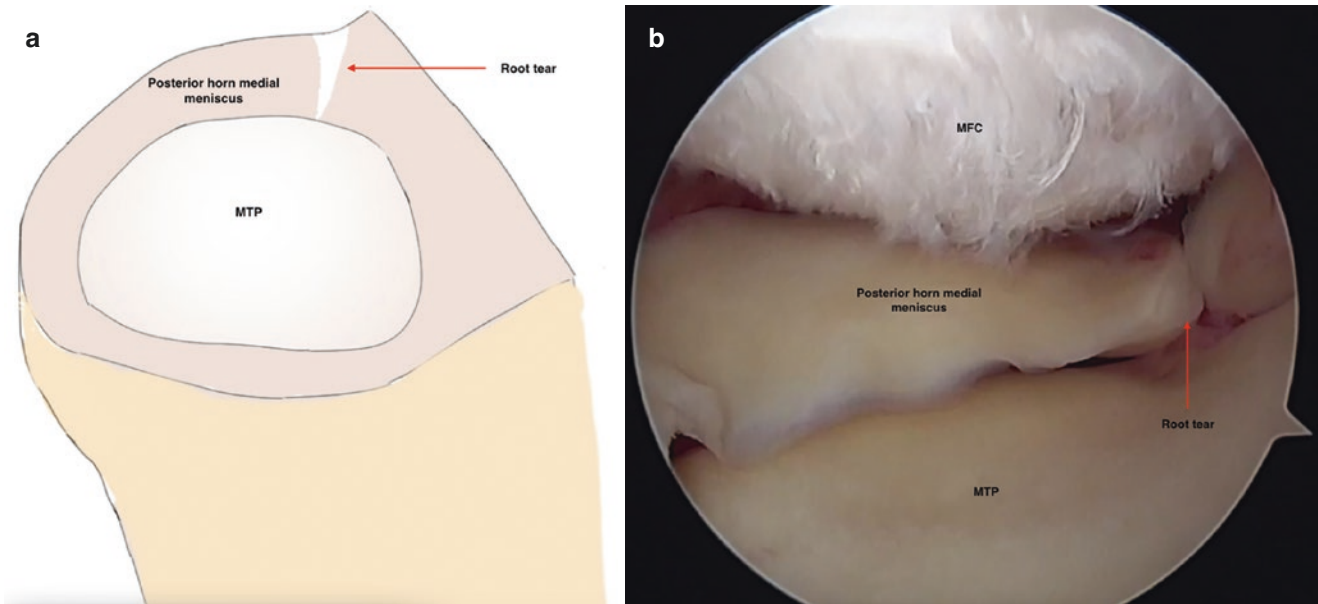 a
Posterior horn medial
meniscus
Root tear
MTP
b
MFC
Posterior horn medial
meniscus
Root tear
MTP